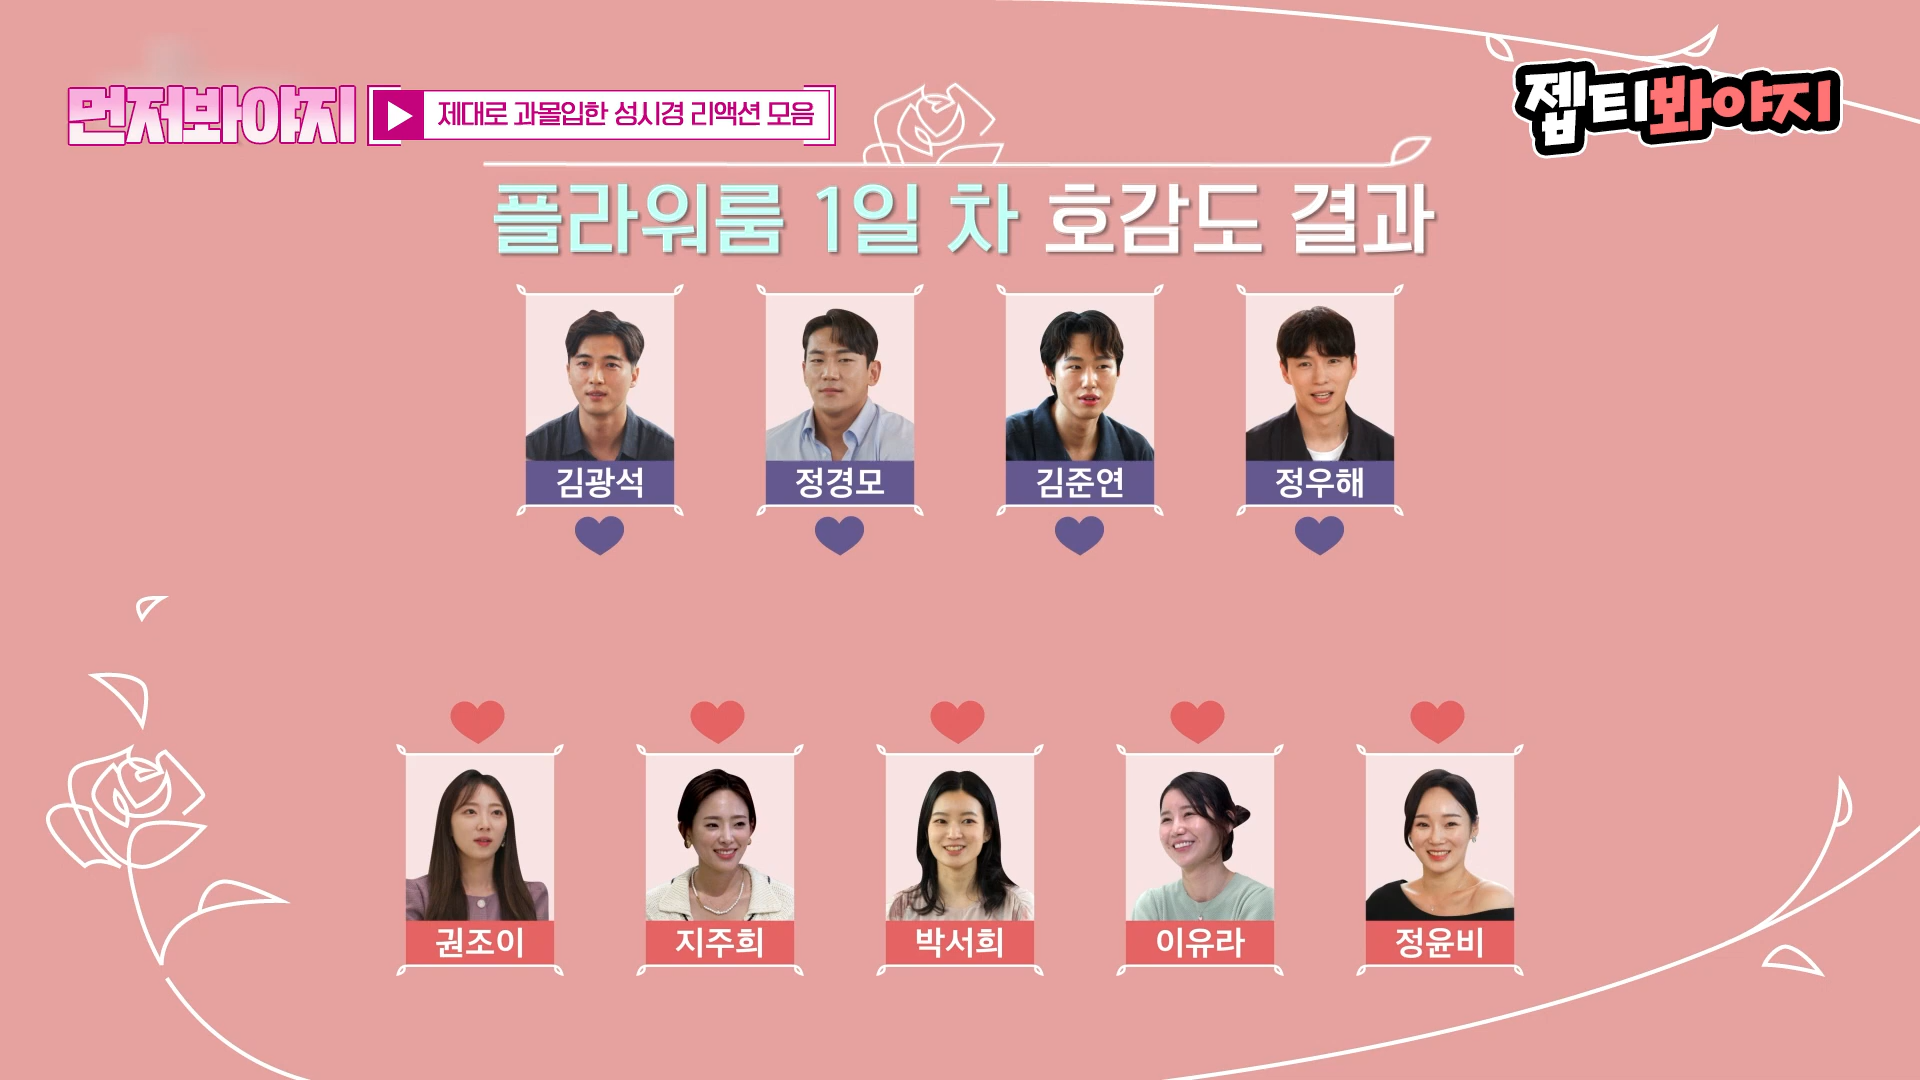 먼저봐야지
제대로 과몰입한 성시경 리액션 모음
젭티봐야지
플라워룸 1일 차 호감도 결과
김광석
정경모
김준연
정우해
권조이
지주희
박서희
이유라
정윤비